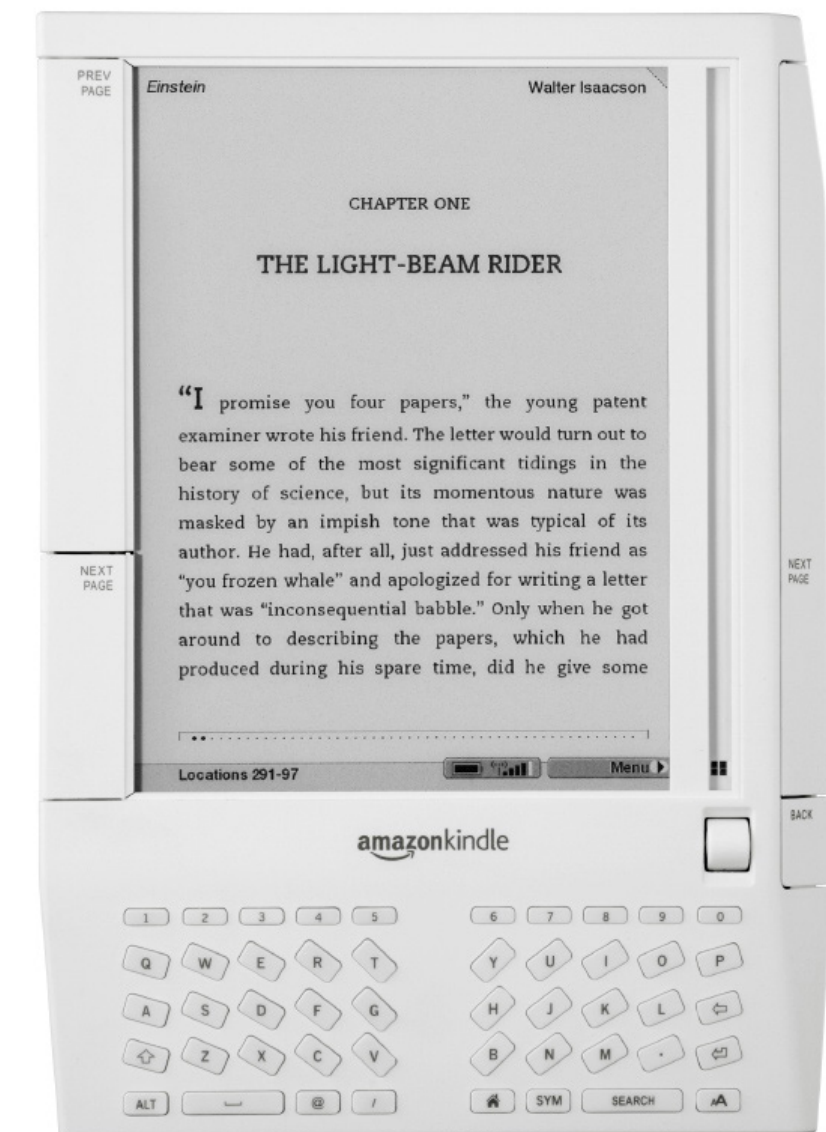 PREV
PAGE
Einstein Walter Isaacson
CHAPTER ONE
THE LIGHT-BEAM RIDER
“I promise you four papers,” the young patent
examiner wrote his friend. The letter would turn out to
bear some of the most significant tidings in the
history of science, but its momentous nature was
masked by an impish tone that was typical of its
author. He had, after all, just addressed his friend as
“you frozen whale” and apologized for writing a letter
that was “inconsequential babble.” Only when he got
around to describing the papers, which he had
produced during his spare time, did he give some
NEXT
PAGE
NEXT
PAGE
Locations 291-97 Menu
BACK
amazonkindle
1 2 3 4 5 6 7 8 9 0
Q W E R T Y U I O P
A S D F G H J K L
Z X C V B N M .
ALT @ / SYM SEARCH AA